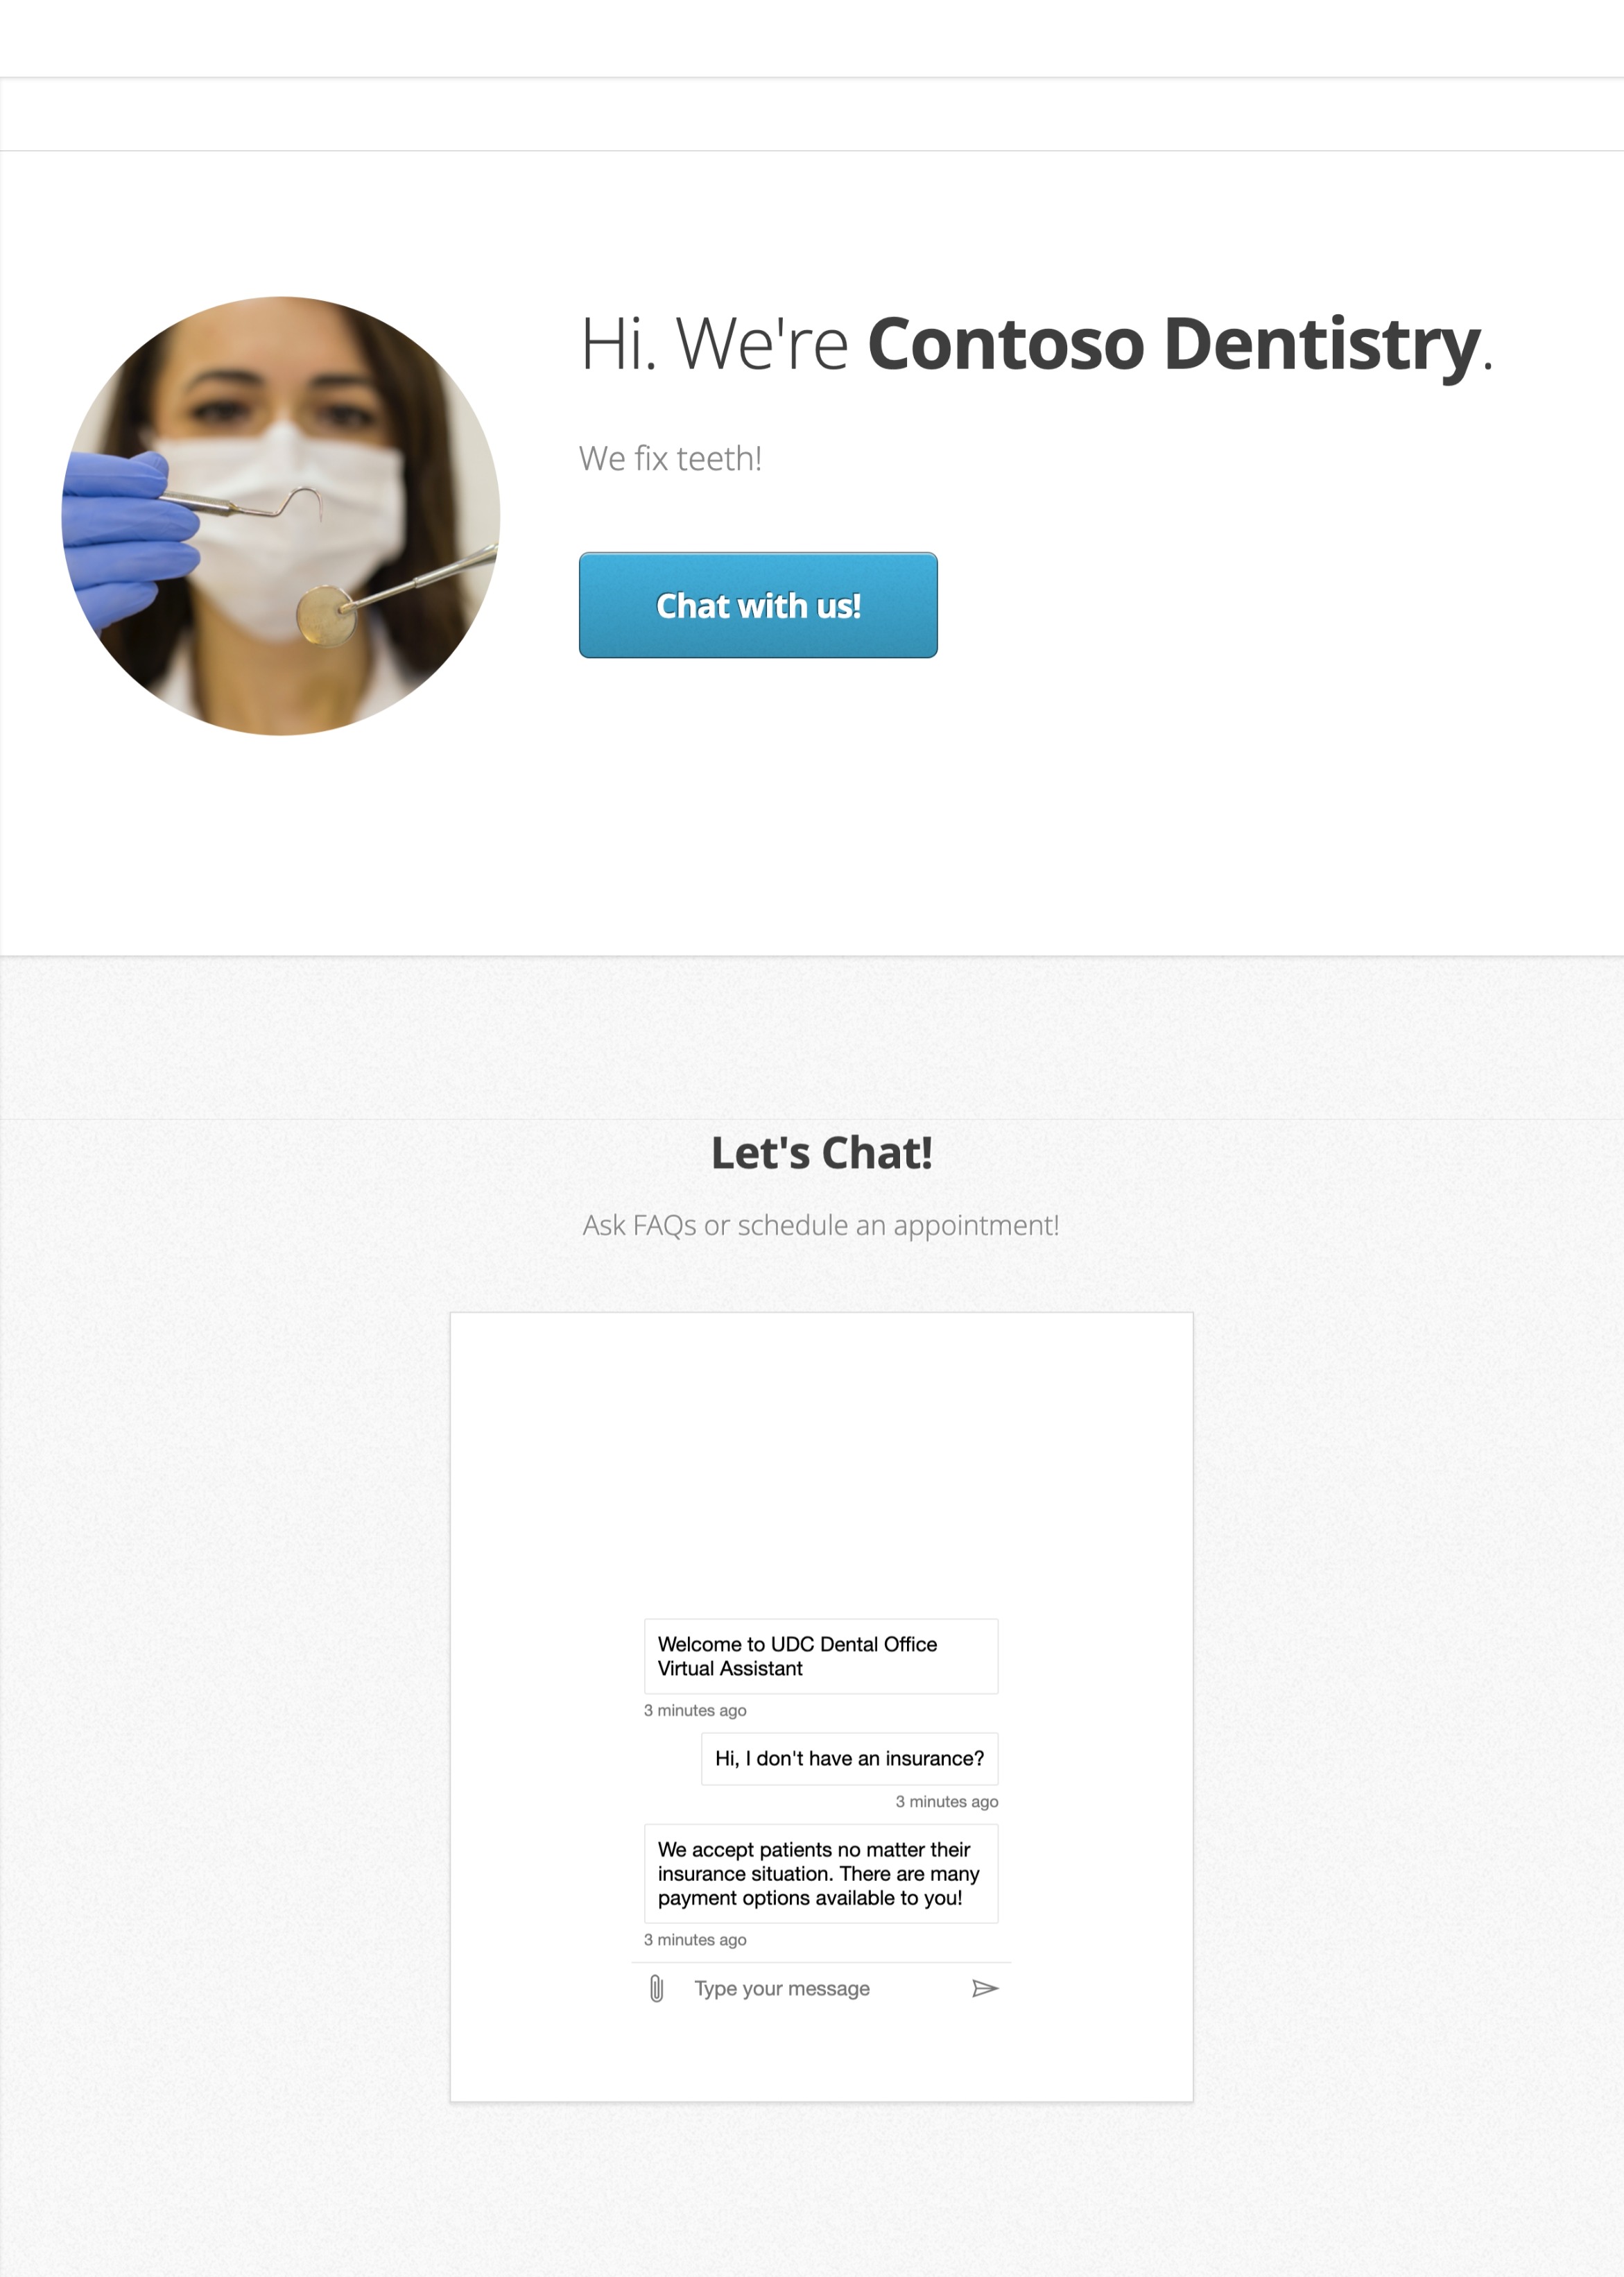 Hi. We're Contoso Dentistry.
We fix teeth!
Chat with us!
Let's Chat!
Ask FAQs or schedule an appointment!
Welcome to UDC Dental Office
Virtual Assistant
3 minutes ago
Hi, I don't have an insurance?
3 minutes ago
We accept patients no matter their
insurance situation. There are many
payment options available to you!
3 minutes ago
Type your message